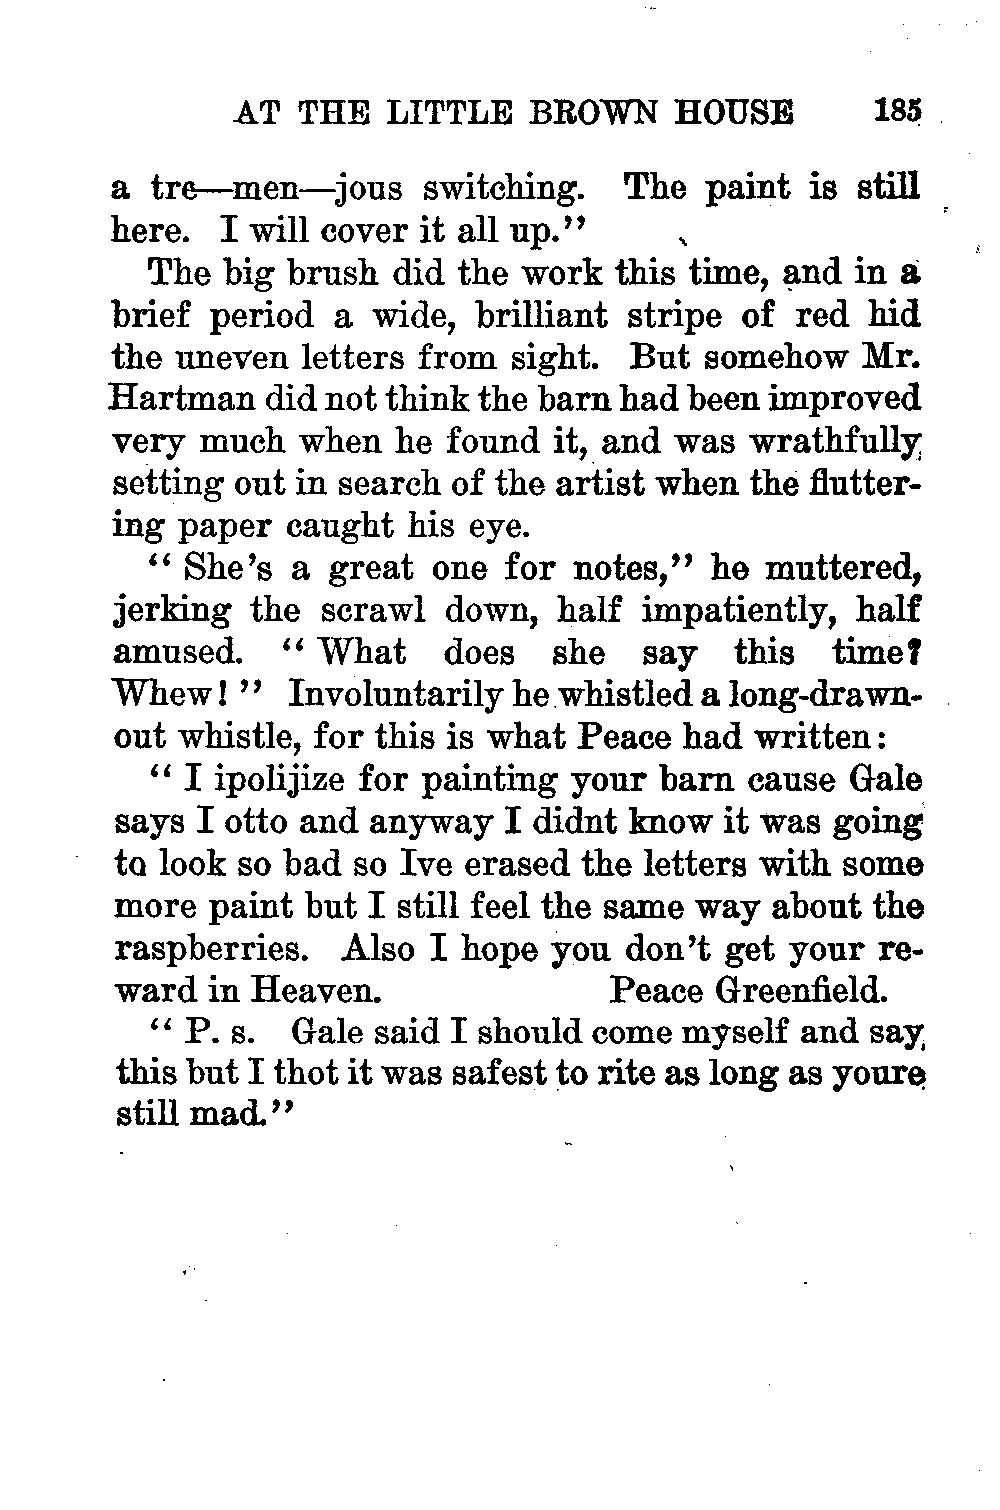 AT THE LITTLE BROWN HOUSE 185
a tre—men—jous switching. The paint is still
here. I will cover it all up."
The big brush did the work this time, and in a
brief period a wide, brilliant stripe of red hid
the uneven letters from sight. But somehow Mr.
Hartman did not think the barn had been improved
very much when he found it, and was wrathfully
setting out in search of the artist when the flutter-
ing paper caught his eye.
" She's a great one for notes," he muttered,
jerking the scrawl down, half impatiently, half
amused. " What does she say this time?
Whew! " Involuntarily he whistled a long-drawn-
out whistle, for this is what Peace had written:
" I ipolijize for painting your barn cause Gale
says I otto and anyway I didnt know it was going
to look so bad so Ive erased the letters with some
more paint but I still feel the same way about the
raspberries. Also I hope you don't get your re-
ward in Heaven. Peace Greenfield.
" P. s. Gale said I should come myself and say
this but I thot it was safest to rite as long as youre
still mad."